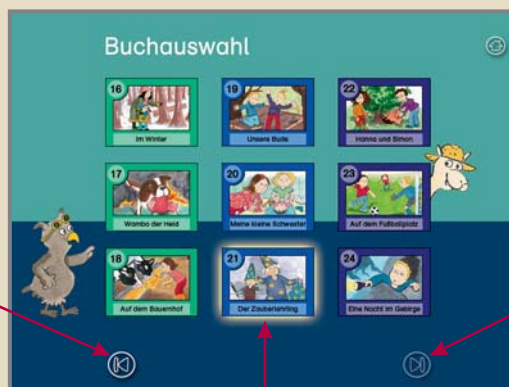 Buchauswahl
16
Im Winter
19
Unsere Bude
22
Hanna und Simon
17
Wambo der Held
20
Meine kleine Schwester
23
Auf dem Fußballplatz
18
Auf dem Bauernhof
21
Der Zauberlehrling
24
Eine Nacht im Gebirge